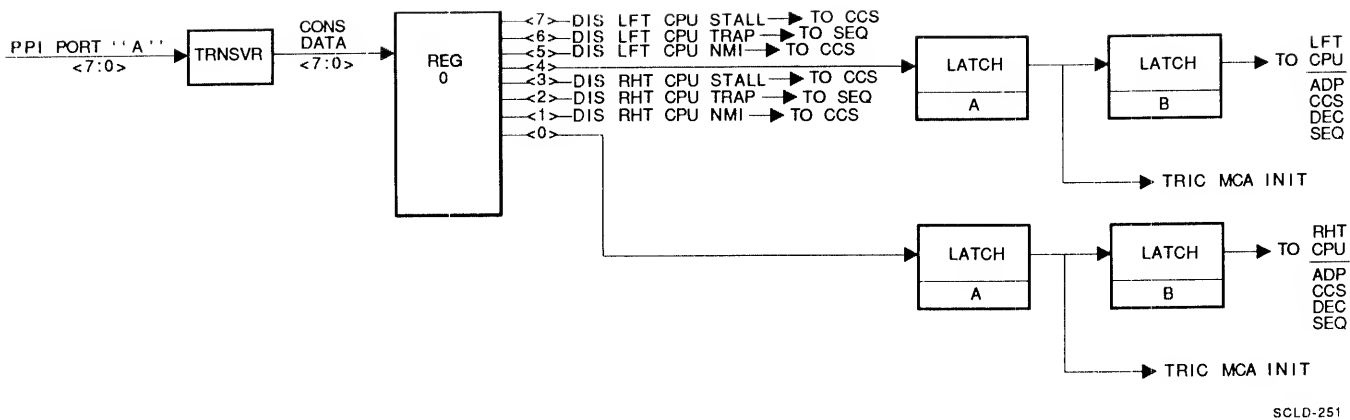 PPI PORT "A"
<7:0>
TRNSVR
CONS
DATA
<7:0>
REG
0
<7> DIS LFT CPU STALL TO CCS
<6> DIS LFT CPU TRAP TO SEQ
<5> DIS LFT CPU NMI TO CCS
<4>
<3> DIS RHT CPU STALL TO CCS
<2> DIS RHT CPU TRAP TO SEQ
<1> DIS RHT CPU NMI TO CCS
<0>
LATCH
A
LATCH
B
TO
LFT
CPU
ADP
CCS
DEC
SEQ
TRIC MCA INIT
LATCH
A
LATCH
B
TO
RHT
CPU
ADP
CCS
DEC
SEQ
TRIC MCA INIT
SCLD-251